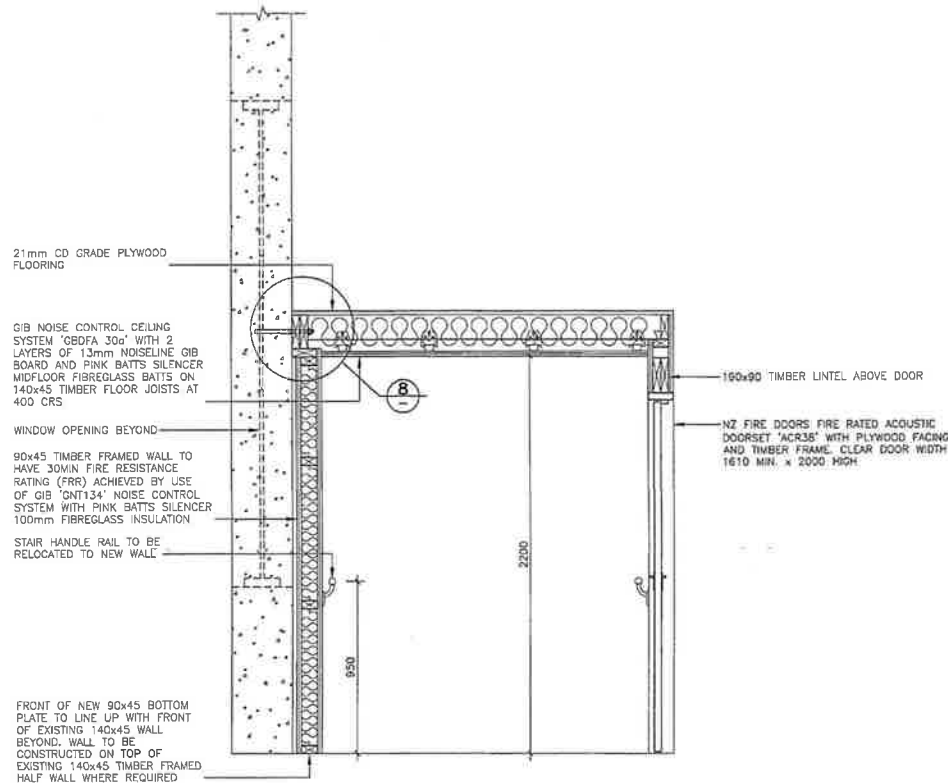 21mm CD GRADE PLYWOOD
FLOORING
GIB NOISE CONTROL CEILING
SYSTEM 'GBDFA 30a' WITH 2
LAYERS OF 13mm NOISELINE GIB
BOARD AND PINK BATTS SILENCER
MIDFLOOR FIBREGLASS BATTS ON
140x45 TIMBER FLOOR JOISTS AT
400 CRS
WINDOW OPENING BEYOND
90x45 TIMBER FRAMED WALL TO
HAVE 30MIN FIRE RESISTANCE
RATING (FRR) ACHIEVED BY USE
OF GIB 'GNT134' NOISE CONTROL
SYSTEM WITH PINK BATTS SILENCER
100mm FIBREGLASS INSULATION
STAIR HANDLE RAIL TO BE
RELOCATED TO NEW WALL
FRONT OF NEW 90x45 BOTTOM
PLATE TO LINE UP WITH FRONT
OF EXISTING 140x45 WALL
BEYOND. WALL TO BE
CONSTRUCTED ON TOP OF
EXISTING 140x45 TIMBER FRAMED
HALF WALL WHERE REQUIRED
8
–
950
2200
190x90 TIMBER LINTEL ABOVE DOOR
NZ FIRE DOORS FIRE RATED ACOUSTIC
DOORSET 'ACR38' WITH PLYWOOD FACING
AND TIMBER FRAME. CLEAR DOOR WIDTH
1610 MIN. x 2000 HIGH